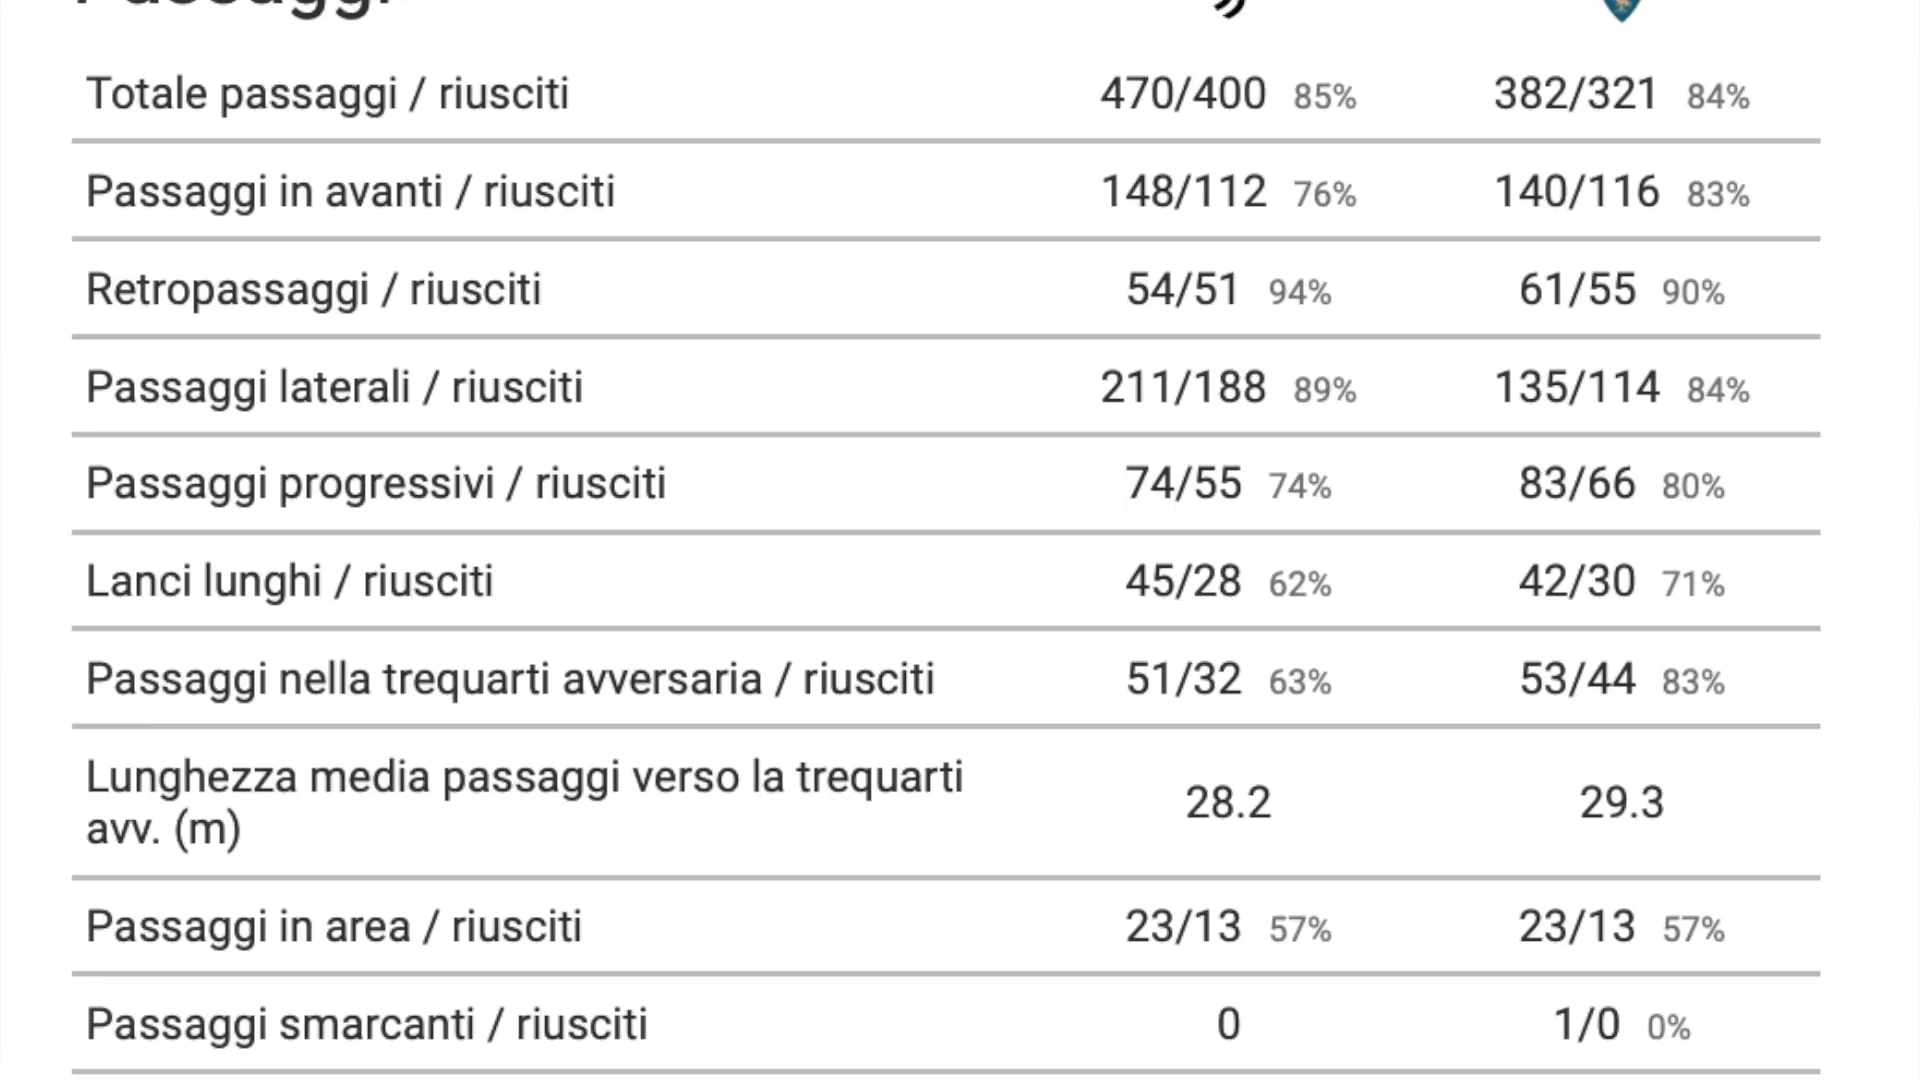 Passaggi
Totale passaggi / riusciti 470/400 85% 382/321 84%
Passaggi in avanti / riusciti 148/112 76% 140/116 83%
Retropassaggi / riusciti 54/51 94% 61/55 90%
Passaggi laterali / riusciti 211/188 89% 135/114 84%
Passaggi progressivi / riusciti 74/55 74% 83/66 80%
Lanci lunghi / riusciti 45/28 62% 42/30 71%
Passaggi nella trequarti avversaria / riusciti 51/32 63% 53/44 83%
Lunghezza media passaggi verso la trequarti
avv. (m) 28.2 29.3
Passaggi in area / riusciti 23/13 57% 23/13 57%
Passaggi smarcanti / riusciti 0 1/0 0%